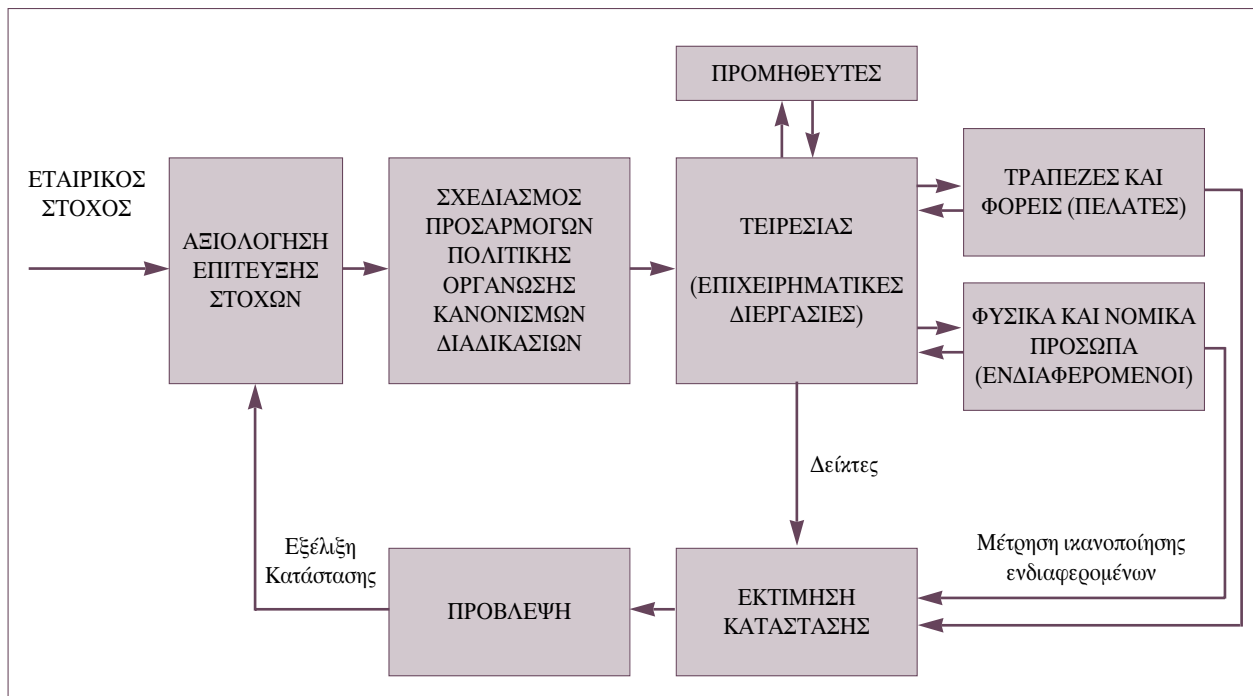 ΠΡΟΜΗΘΕΥΤΕΣ
ΕΤΑΙΡΙΚΟΣ
ΣΤΟΧΟΣ
ΑΞΙΟΛΟΓΗΣΗ
ΕΠΙΤΕΥΞΗΣ
ΣΤΟΧΩΝ
ΣΧΕΔΙΑΣΜΟΣ
ΠΡΟΣΑΡΜΟΓΩΝ
ΠΟΛΙΤΙΚΗΣ
ΟΡΓΑΝΩΣΗΣ
ΚΑΝΟΝΙΣΜΩΝ
ΔΙΑΔΙΚΑΣΙΩΝ
ΤΕΙΡΕΣΙΑΣ
(ΕΠΙΧΕΙΡΗΜΑΤΙΚΕΣ
ΔΙΕΡΓΑΣΙΕΣ)
ΤΡΑΠΕΖΕΣ ΚΑΙ
ΦΟΡΕΙΣ (ΠΕΛΑΤΕΣ)
ΦΥΣΙΚΑ ΚΑΙ ΝΟΜΙΚΑ
ΠΡΟΣΩΠΑ
(ΕΝΔΙΑΦΕΡΟΜΕΝΟΙ)
Δείκτες
Μέτρηση ικανοποίησης
ενδιαφερομένων
Εξέλιξη
Κατάστασης
ΠΡΟΒΛΕΨΗ
ΕΚΤΙΜΗΣΗ
ΚΑΤΑΣΤΑΣΗΣ